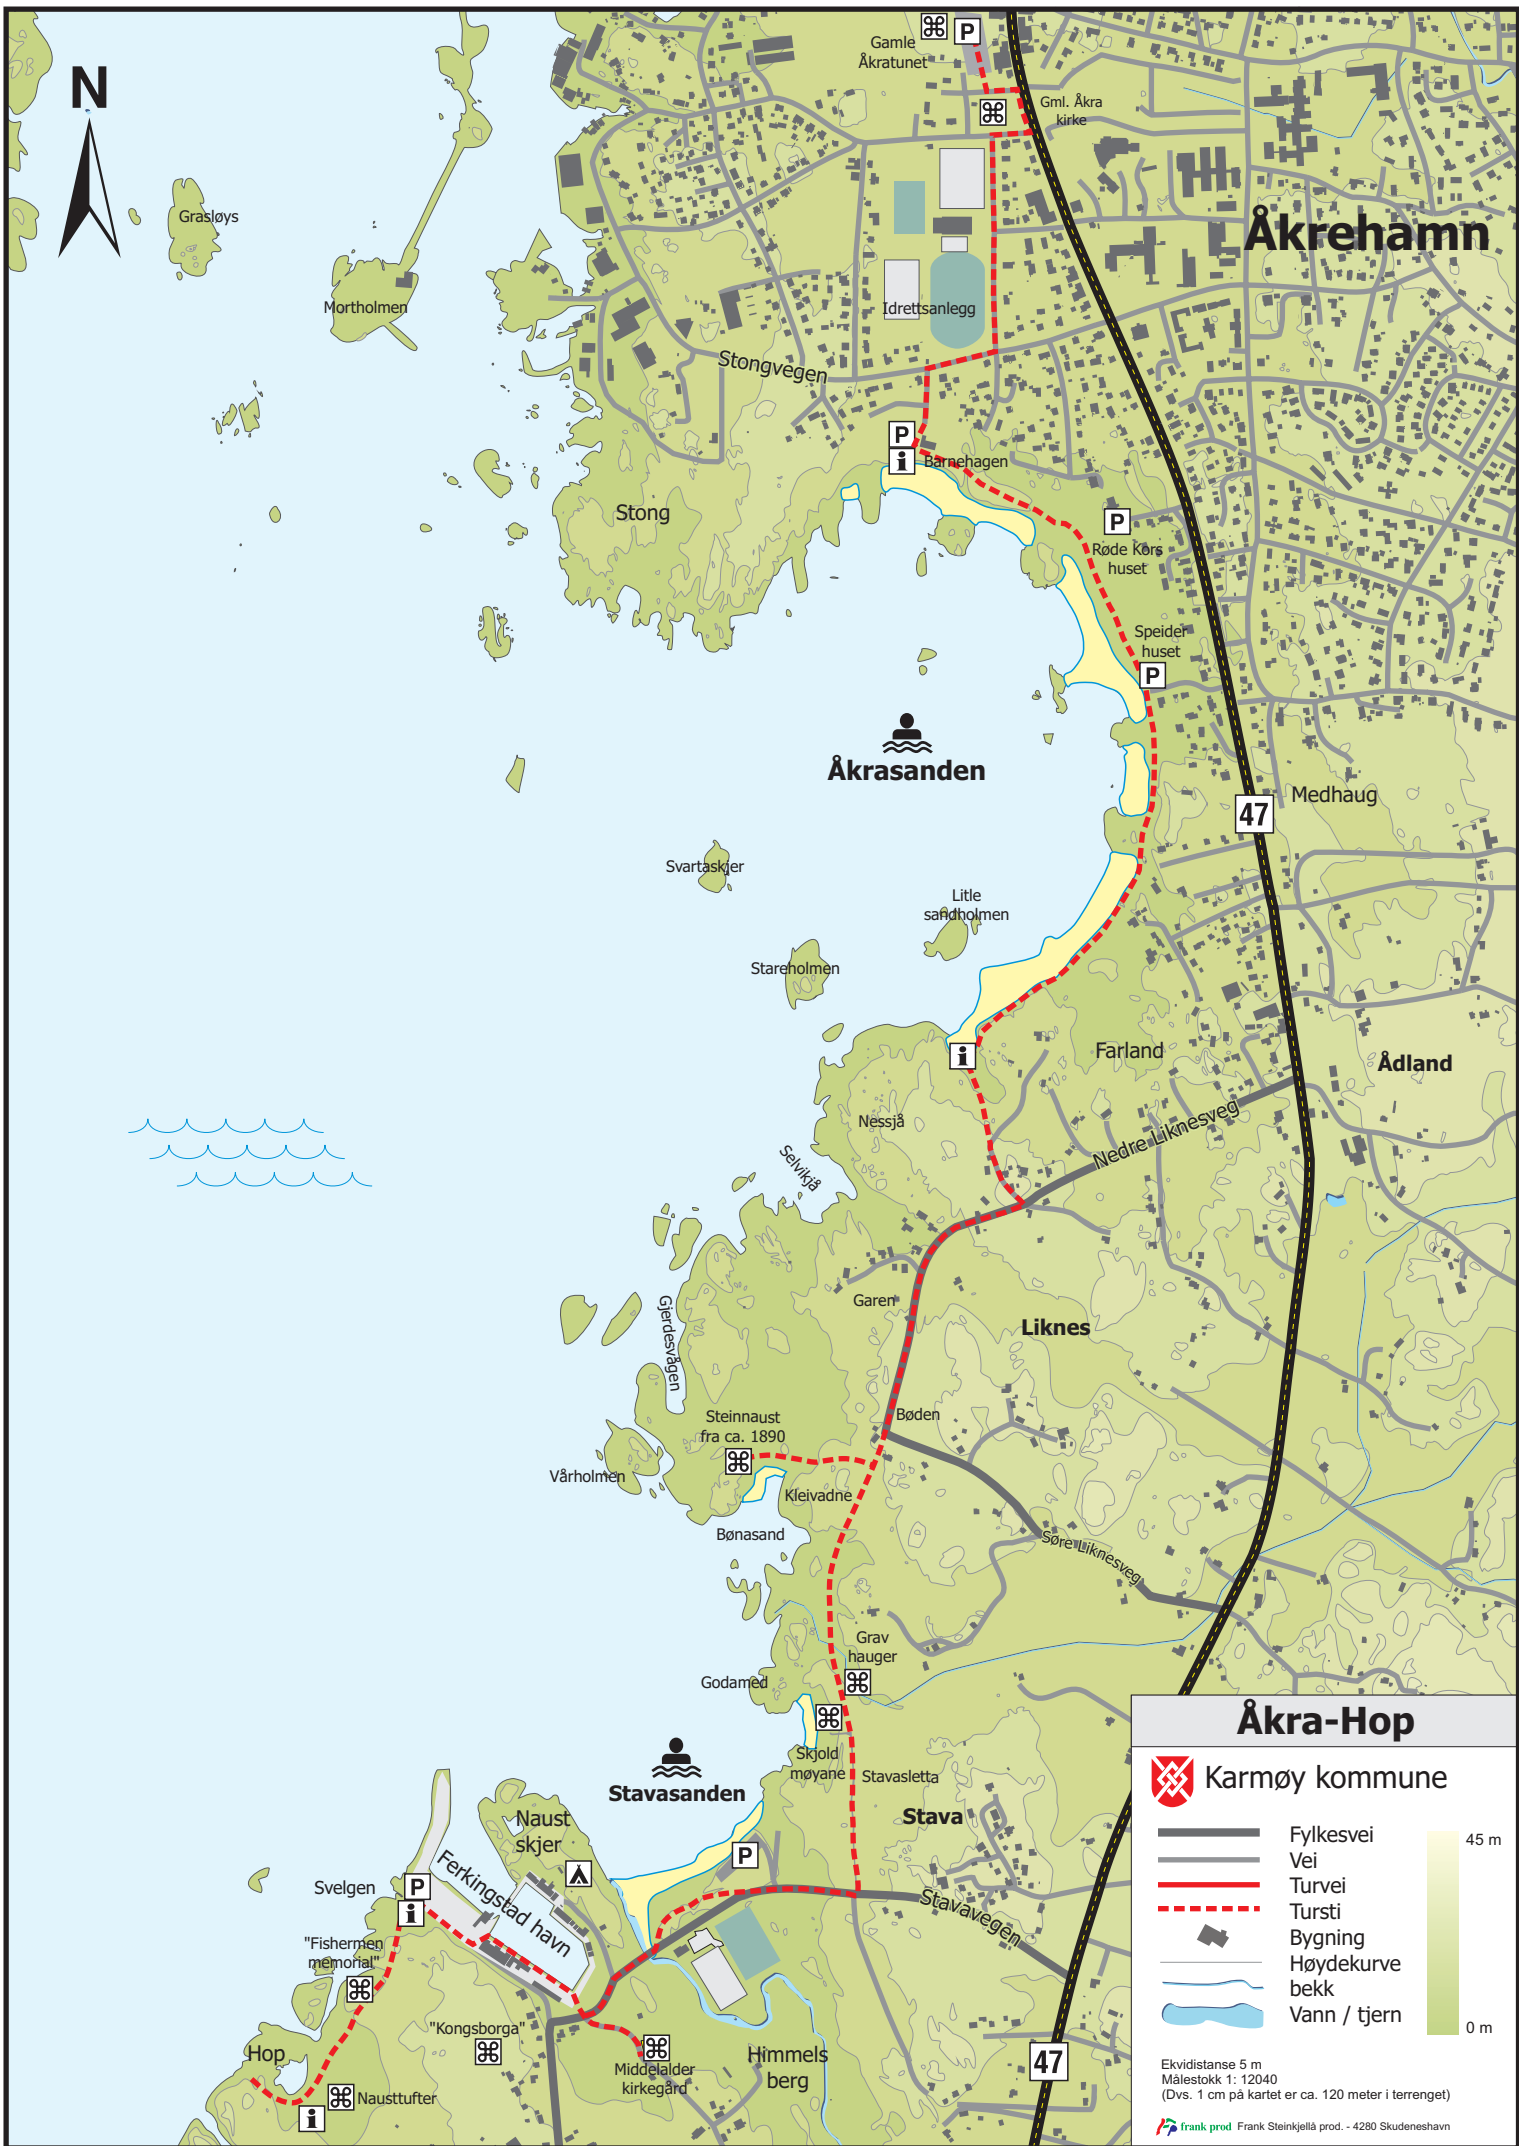 N
Gamle
Åkratunet
P
Gml. Åkra
kirke
Åkrehamn
Grasløys
Mortholmen
Idrettsanlegg
Stongvegen
P
i
Barnehagen
Stong
P
Røde Kors
huset
Speider
huset
P
Åkrasanden
47
Medhaug
Svartaskjer
Litle
sandholmen
Stareholmen
i
Farland
Ådland
Nessjå
Nedre Liknesveg
Selvikjå
Gjerdesvågen
Garen
Liknes
Steinnaust
fra ca. 1890
Bøden
Vårholmen
Kleivadne
Bønasand
Søre Liknesveg
Grav
hauger
Godamed
Skjold
møyane
Stavasletta
Stavasanden
Stava
P
Naust
skjer
Ferkingstad havn
Svelgen
P
i
Stavavegen
"Fishermen
memorial"
"Kongsborga"
Middelalder
kirkegård
Himmels
berg
Hop
Nausttufter
i
47
Åkra-Hop
Karmøy kommune
Fylkesvei
Vei
Turvei
Tursti
Bygning
Høydekurve
bekk
Vann / tjern
45 m
0 m
Ekvidistanse 5 m
Målestokk 1: 12040
(Dvs. 1 cm på kartet er ca. 120 meter i terrenget)
frank prod Frank Steinkjellå prod. - 4280 Skudeneshavn